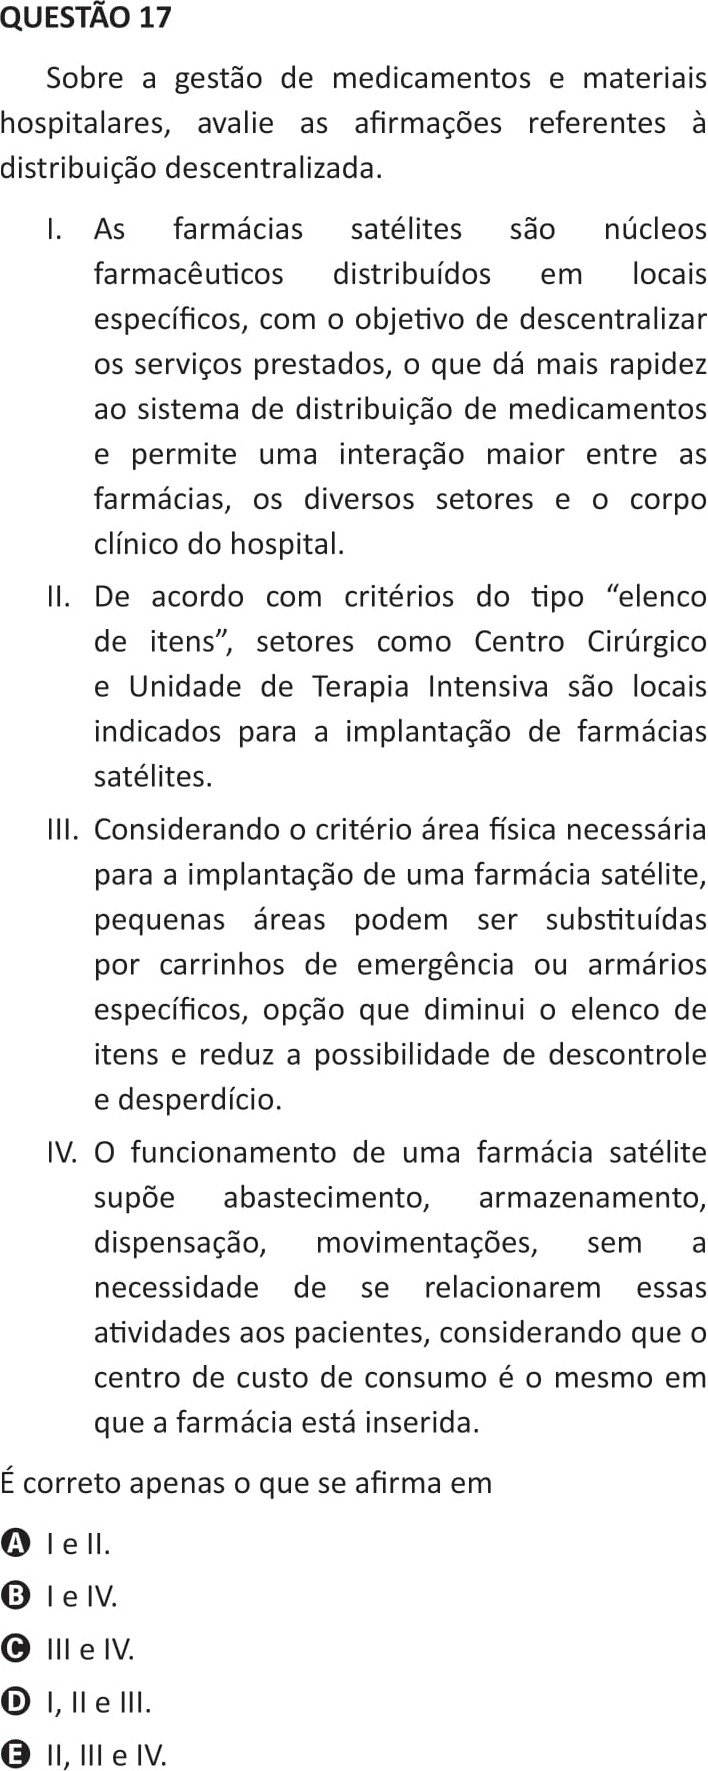 QUESTÃO 17
Sobre a gestão de medicamentos e materiais
hospitalares, avalie as afirmações referentes à
distribuição descentralizada.
I. As farmácias satélites são núcleos
farmacêuticos distribuídos em locais
específicos, com o objetivo de descentralizar
os serviços prestados, o que dá mais rapidez
ao sistema de distribuição de medicamentos
e permite uma interação maior entre as
farmácias, os diversos setores e o corpo
clínico do hospital.
II. De acordo com critérios do tipo “elenco
de itens”, setores como Centro Cirúrgico
e Unidade de Terapia Intensiva são locais
indicados para a implantação de farmácias
satélites.
III. Considerando o critério área física necessária
para a implantação de uma farmácia satélite,
pequenas áreas podem ser substituídas
por carrinhos de emergência ou armários
específicos, opção que diminui o elenco de
itens e reduz a possibilidade de descontrole
e desperdício.
IV. O funcionamento de uma farmácia satélite
supõe abastecimento, armazenamento,
dispensação, movimentações, sem a
necessidade de se relacionarem essas
atividades aos pacientes, considerando que o
centro de custo de consumo é o mesmo em
que a farmácia está inserida.
É correto apenas o que se afirma em
A I e II.
B I e IV.
C III e IV.
D I, II e III.
E II, III e IV.